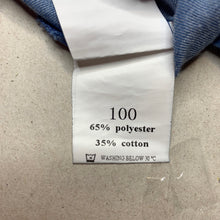 100
65% polyester
35% cotton
WASHING BELOW 30 °C